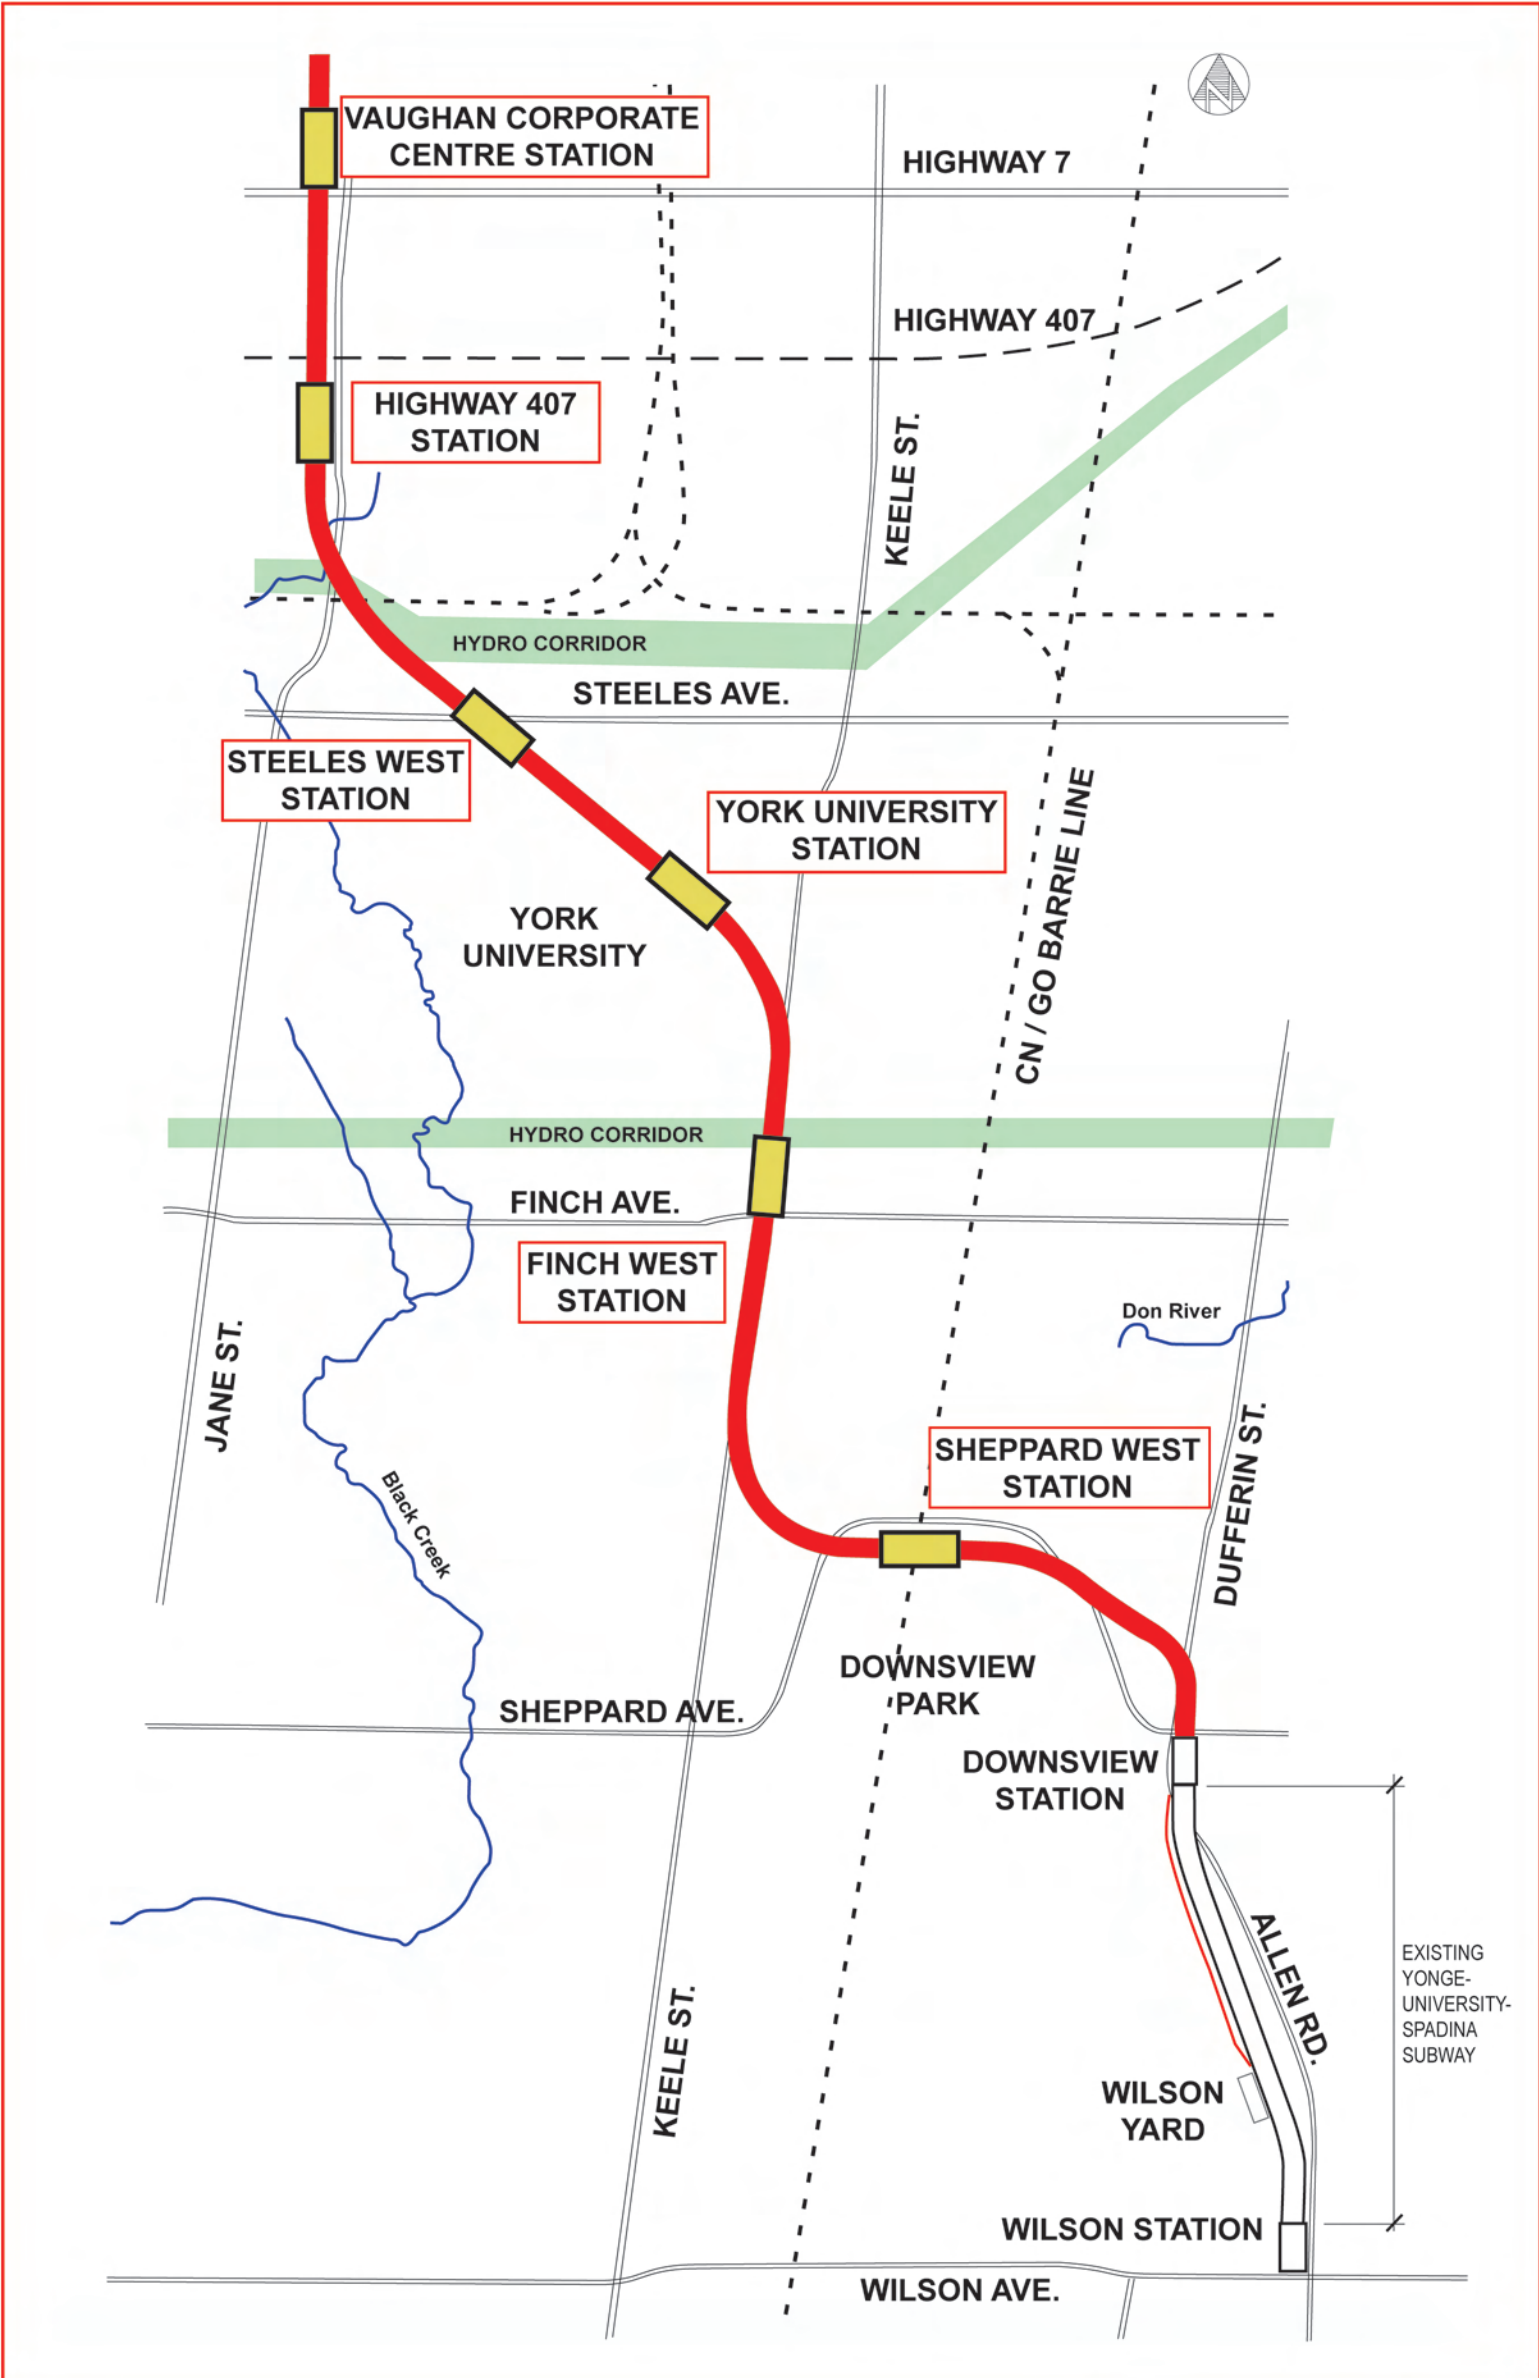 N
VAUGHAN CORPORATE
CENTRE STATION
HIGHWAY 7
HIGHWAY 407
HIGHWAY 407
STATION
KEELE ST.
HYDRO CORRIDOR
STEELES AVE.
STEELES WEST
STATION
YORK UNIVERSITY
STATION
CN / GO BARRIE LINE
YORK
UNIVERSITY
HYDRO CORRIDOR
FINCH AVE.
FINCH WEST
STATION
Don River
JANE ST.
DUFFERIN ST.
SHEPPARD WEST
STATION
Black Creek
DOWNSVIEW
PARK
SHEPPARD AVE.
DOWNSVIEW
STATION
ALLEN RD.
EXISTING
YONGE-
UNIVERSITY-
SPADINA
SUBWAY
KEELE ST.
WILSON
YARD
WILSON STATION
WILSON AVE.